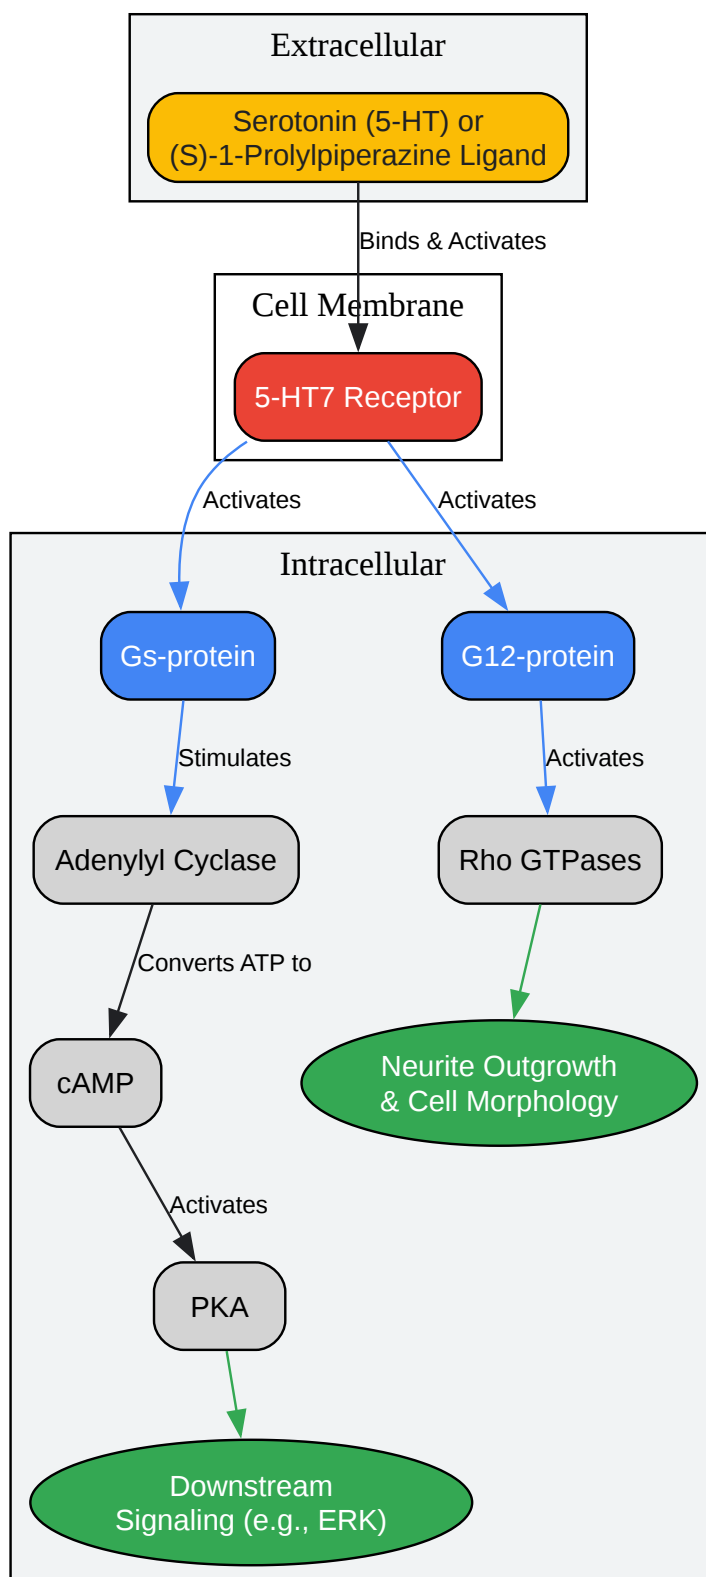 Extracellular
Serotonin (5-HT) or
(S)-1-Prolylpiperazine Ligand
Binds & Activates
Cell Membrane
5-HT7 Receptor
Activates
Activates
Intracellular
Gs-protein
G12-protein
Stimulates
Activates
Adenylyl Cyclase
Rho GTPases
Converts ATP to
cAMP
Neurite Outgrowth
& Cell Morphology
Activates
PKA
Downstream
Signaling (e.g., ERK)